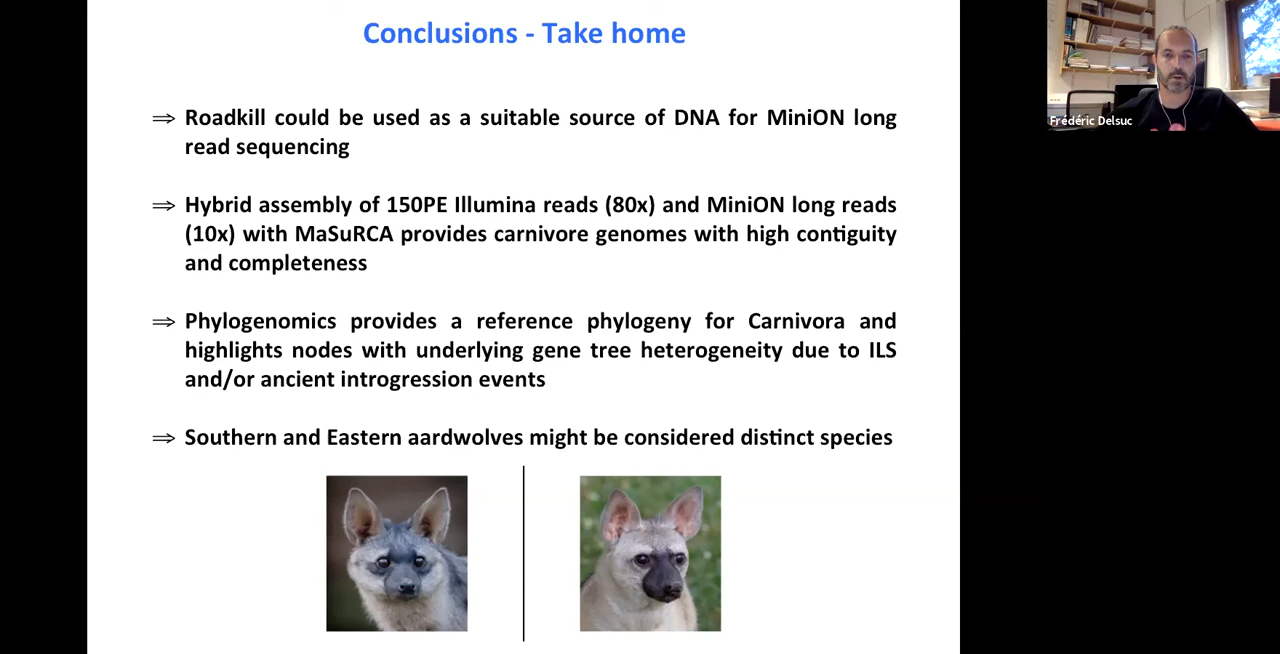 Conclusions - Take home
⇒ Roadkill could be used as a suitable source of DNA for MiniON long
read sequencing
⇒ Hybrid assembly of 150PE Illumina reads (80x) and MiniON long reads
(10x) with MaSuRCA provides carnivore genomes with high contiguity
and completeness
⇒ Phylogenomics provides a reference phylogeny for Carnivora and
highlights nodes with underlying gene tree heterogeneity due to ILS
and/or ancient introgression events
⇒ Southern and Eastern aardwolves might be considered distinct species
Frédéric Delsuc